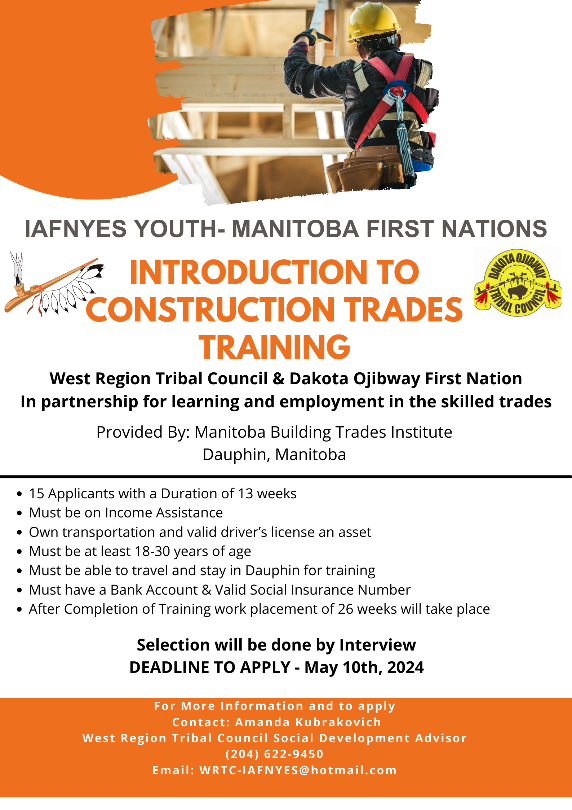 IAFNYES YOUTH- MANITOBA FIRST NATIONS
INTRODUCTION TO
CONSTRUCTION TRADES
TRAINING
DAKOTA OJIBWAY
TRIBAL COUNCIL
West Region Tribal Council & Dakota Ojibway First Nation
In partnership for learning and employment in the skilled trades
Provided By: Manitoba Building Trades Institute
Dauphin, Manitoba
• 15 Applicants with a Duration of 13 weeks
• Must be on Income Assistance
• Own transportation and valid driver's license an asset
• Must be at least 18-30 years of age
• Must be able to travel and stay in Dauphin for training
• Must have a Bank Account & Valid Social Insurance Number
• After Completion of Training work placement of 26 weeks will take place
Selection will be done by Interview
DEADLINE TO APPLY - May 10th, 2024
For More Information and to apply
Contact: Amanda Kubrakovich
West Region Tribal Council Social Development Advisor
(204) 622-9450
Email: WRTC-IAFNYES@hotmail.com